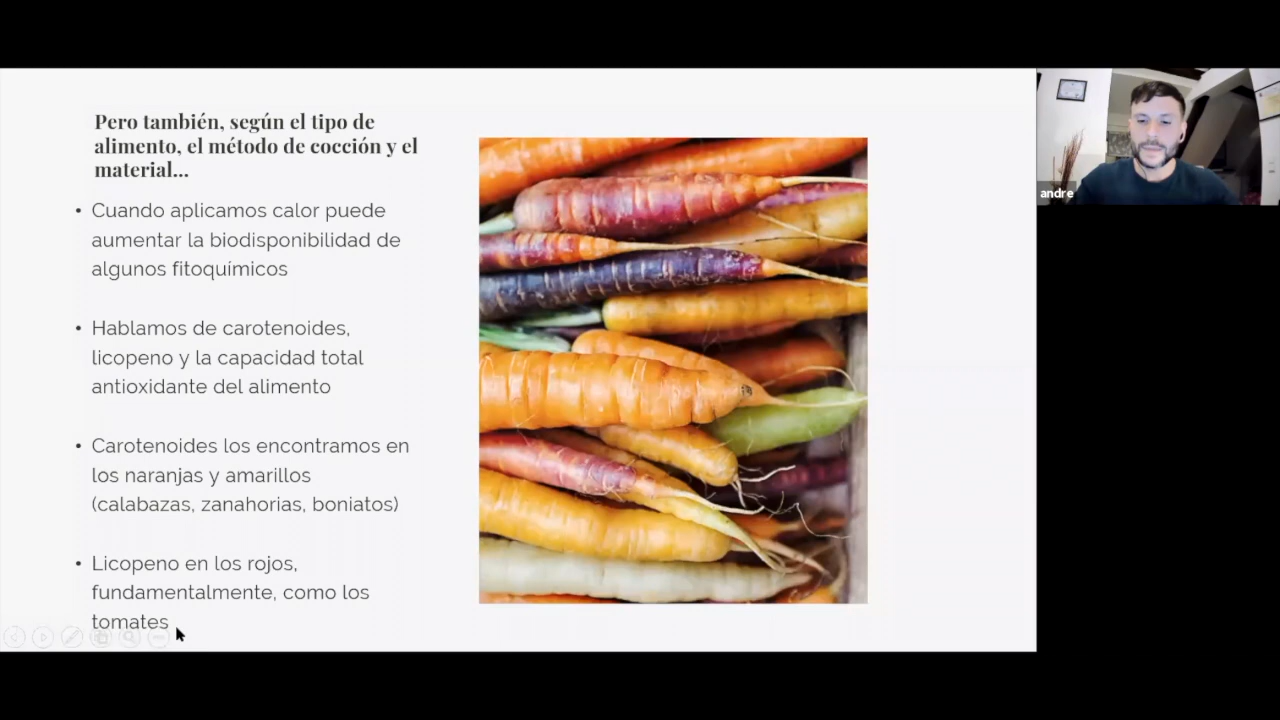 Pero también, según el tipo de
alimento, el método de cocción y el
material...
• Cuando aplicamos calor puede
aumentar la biodisponibilidad de
algunos fitoquímicos
• Hablamos de carotenoides,
licopeno y la capacidad total
antioxidante del alimento
• Carotenoides los encontramos en
los naranjas y amarillos
(calabazas, zanahorias, boniatos)
• Licopeno en los rojos,
fundamentalmente, como los
tomates
andre